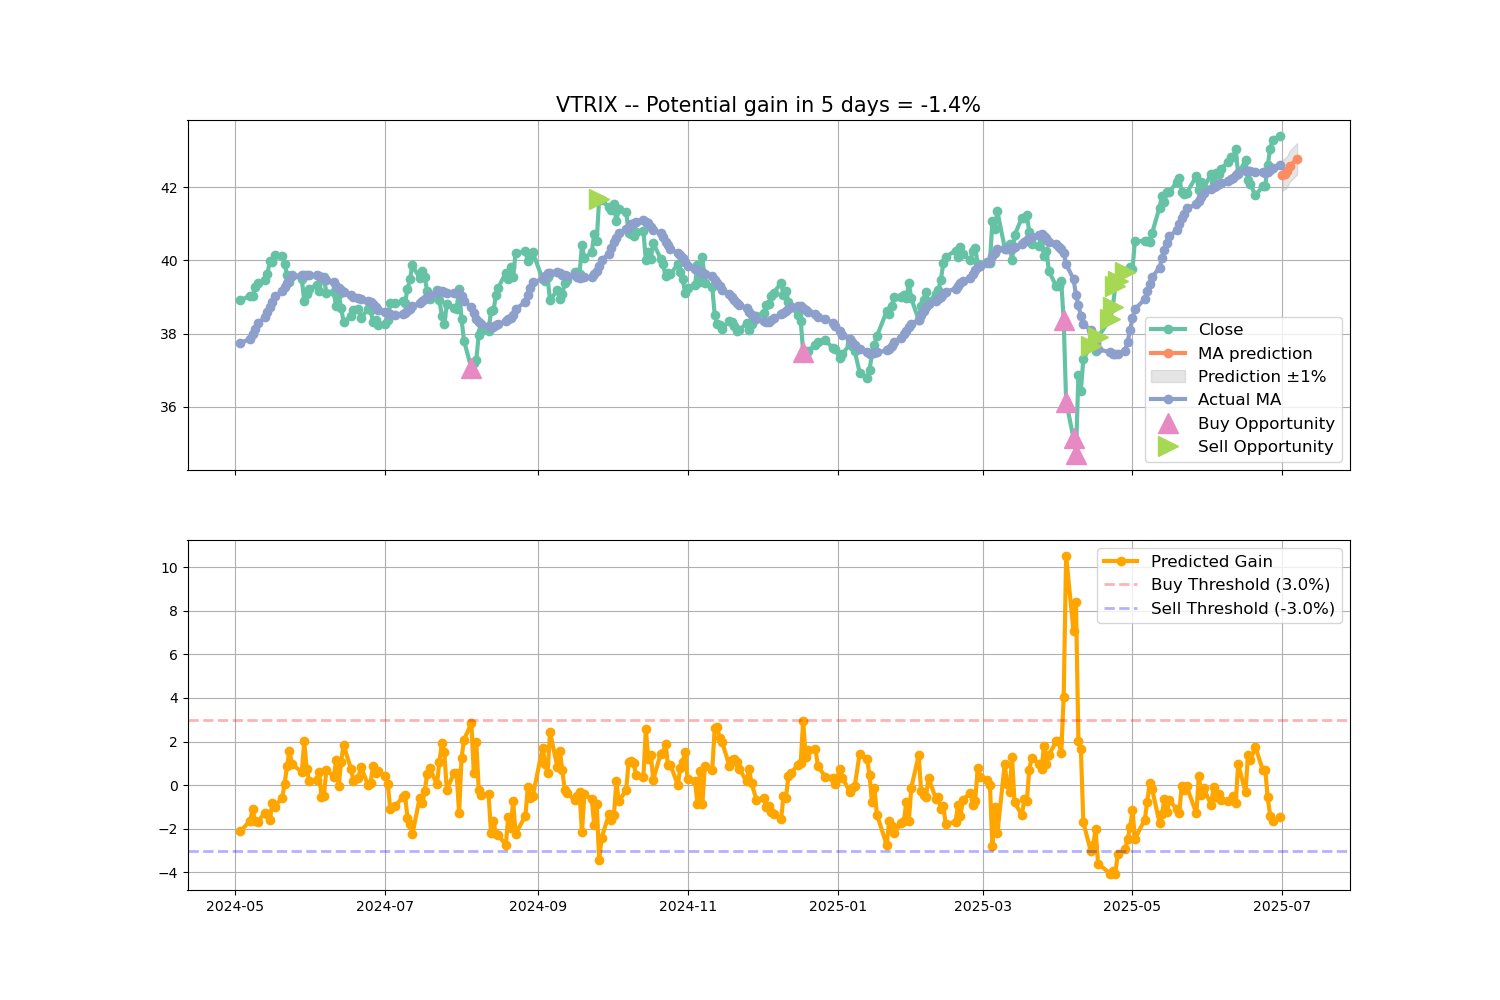 VTRIX -- Potential gain in 5 days = -1.4%
42
40
38
36
Close
MA prediction
Prediction ±1%
Actual MA
Buy Opportunity
Sell Opportunity
10
8
6
4
2
0
−2
−4
Predicted Gain
Buy Threshold (3.0%)
Sell Threshold (-3.0%)
2024-05
2024-07
2024-09
2024-11
2025-01
2025-03
2025-05
2025-07